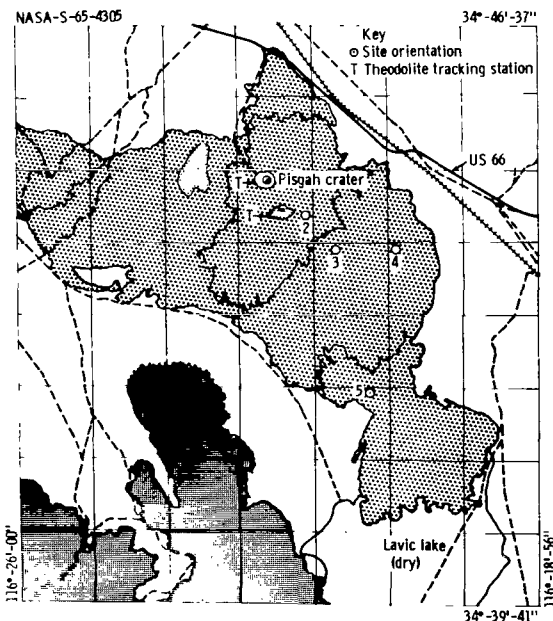 NASA-S-65-4305
34°-46'-37"
Key
Site orientation
T Theodolite tracking station
US 66
T
Pisgah crater
T
2
3
4
5
Lavic lake
(dry)
116°-26'-00"
116°-18'-56"
34°-39'-41"